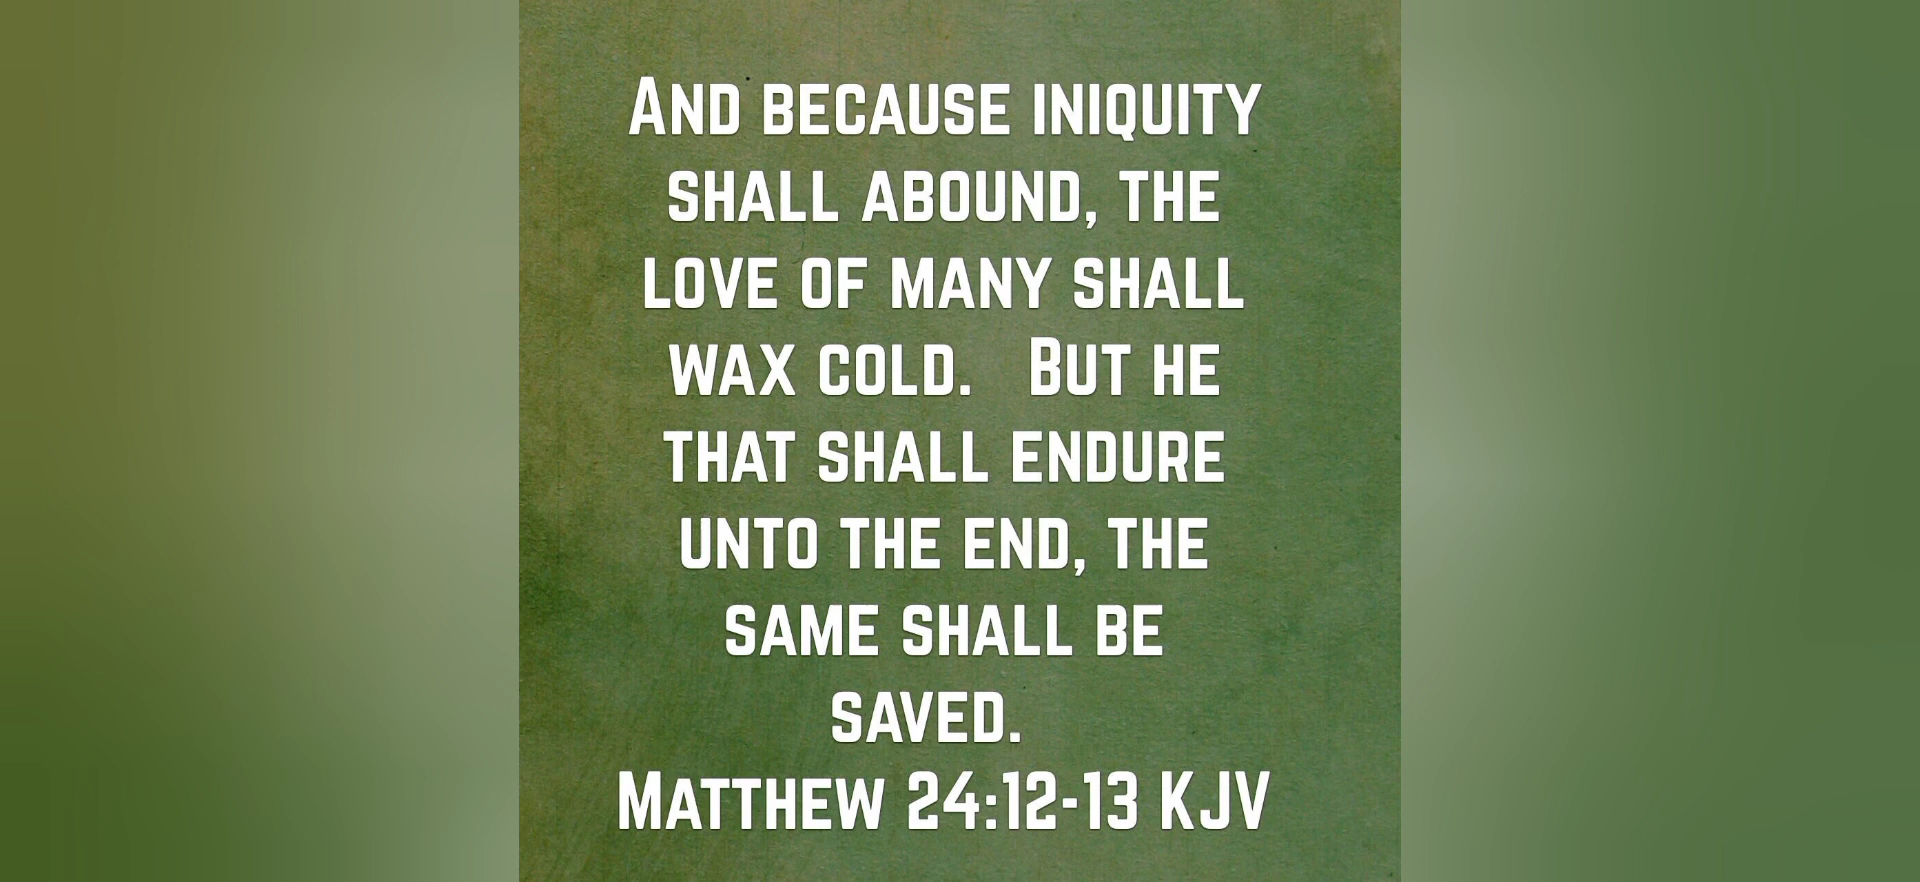 And because iniquity
shall abound, the
love of many shall
wax cold.   But he
that shall endure
unto the end, the
same shall be
saved.
Matthew 24:12-13 KJV